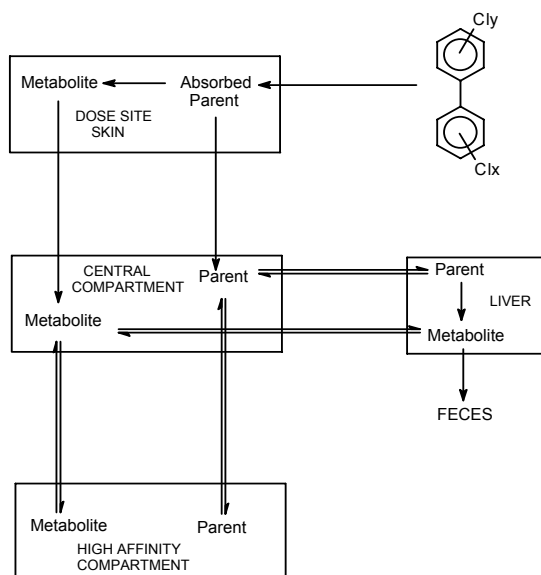 Cly
Metabolite
Absorbed
Parent
DOSE SITE
SKIN
Clx
CENTRAL
COMPARTMENT
Parent
Metabolite
Parent
LIVER
Metabolite
FECES
Metabolite
Parent
HIGH AFFINITY
COMPARTMENT